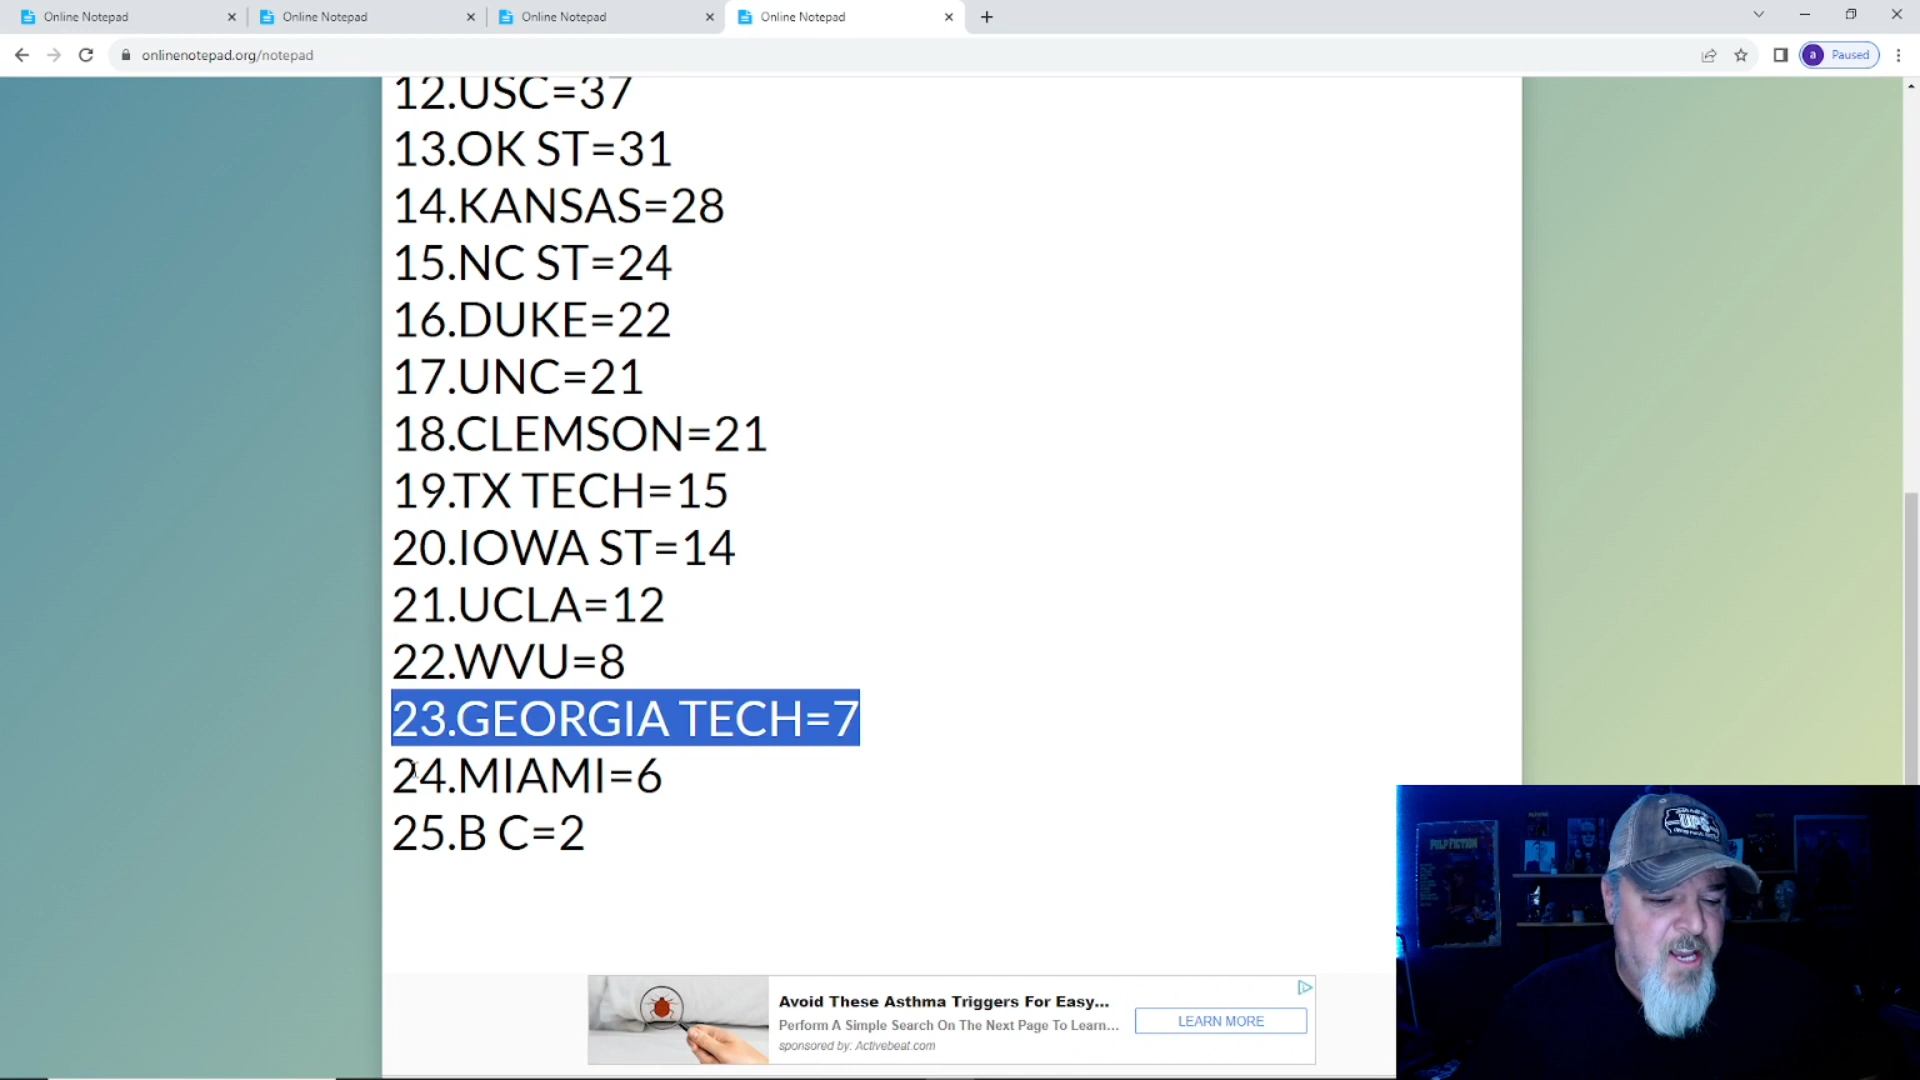 Online Notepad
Online Notepad
Online Notepad
Online Notepad
onlinenotepad.org/notepad
a
Paused
12.USC=37
13.OK ST=31
14.KANSAS=28
15.NC ST=24
16.DUKE=22
17.UNC=21
18.CLEMSON=21
19.TX TECH=15
20.IOWA ST=14
21.UCLA=12
22.WVU=8
23.GEORGIA TECH=7
24.MIAMI=6
25.B C=2
Avoid These Asthma Triggers For Easy...
Perform A Simple Search On The Next Page To Learn...
sponsored by: Activebeat.com
LEARN MORE
PULP FICTION
UPS